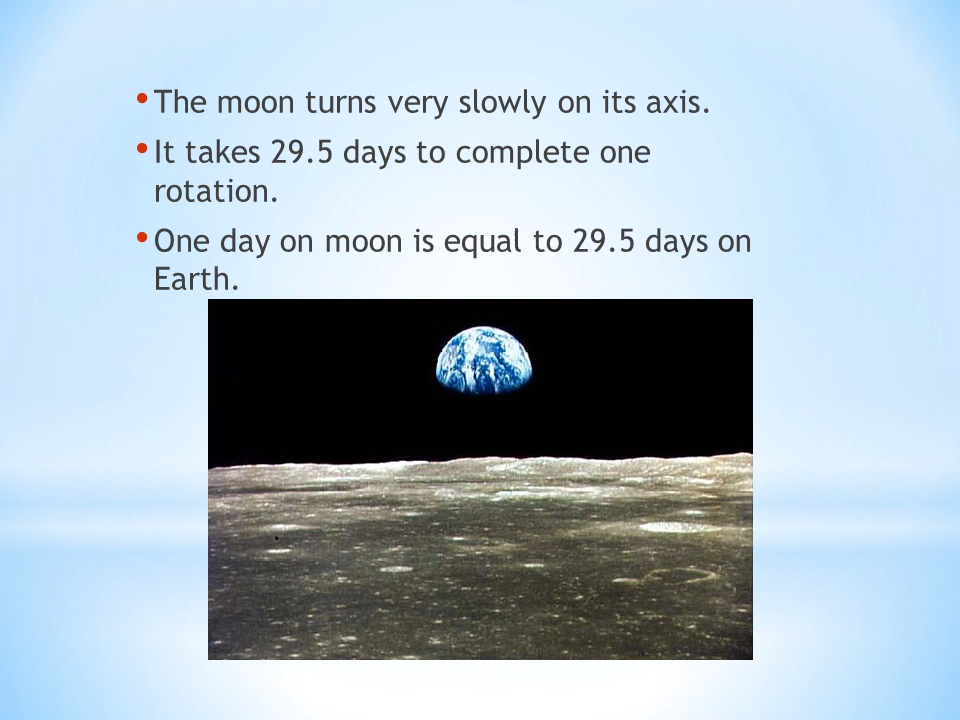 • The moon turns very slowly on its axis.
• It takes 29.5 days to complete one
rotation.
• One day on moon is equal to 29.5 days on
Earth.